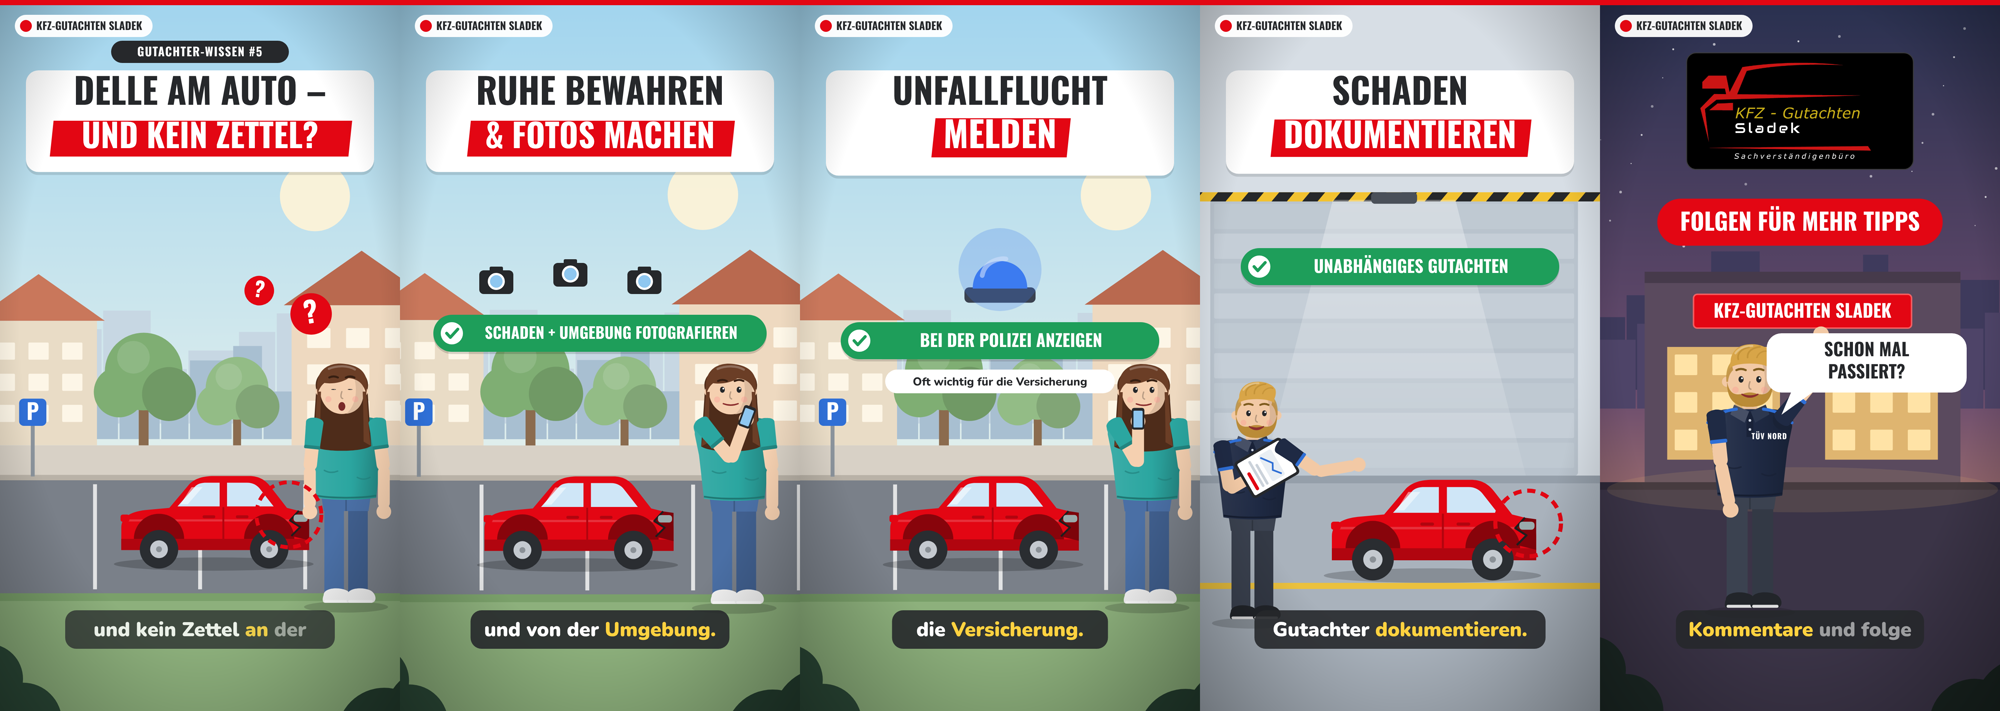 KFZ-GUTACHTEN SLADEK
GUTACHTER-WISSEN #5
DELLE AM AUTO –
UND KEIN ZETTEL?
?
?
P
und kein Zettel an der
KFZ-GUTACHTEN SLADEK
RUHE BEWAHREN
& FOTOS MACHEN
SCHADEN + UMGEBUNG FOTOGRAFIEREN
P
und von der Umgebung.
KFZ-GUTACHTEN SLADEK
UNFALLFLUCHT
MELDEN
BEI DER POLIZEI ANZEIGEN
Oft wichtig für die Versicherung
P
die Versicherung.
KFZ-GUTACHTEN SLADEK
SCHADEN
DOKUMENTIEREN
UNABHÄNGIGES GUTACHTEN
Gutachter dokumentieren.
KFZ-GUTACHTEN SLADEK
KFZ - Gutachten
Sladek
Sachverständigenbüro
FOLGEN FÜR MEHR TIPPS
KFZ-GUTACHTEN SLADEK
SCHON MAL
PASSIERT?
TÜV NORD
Kommentare und folge